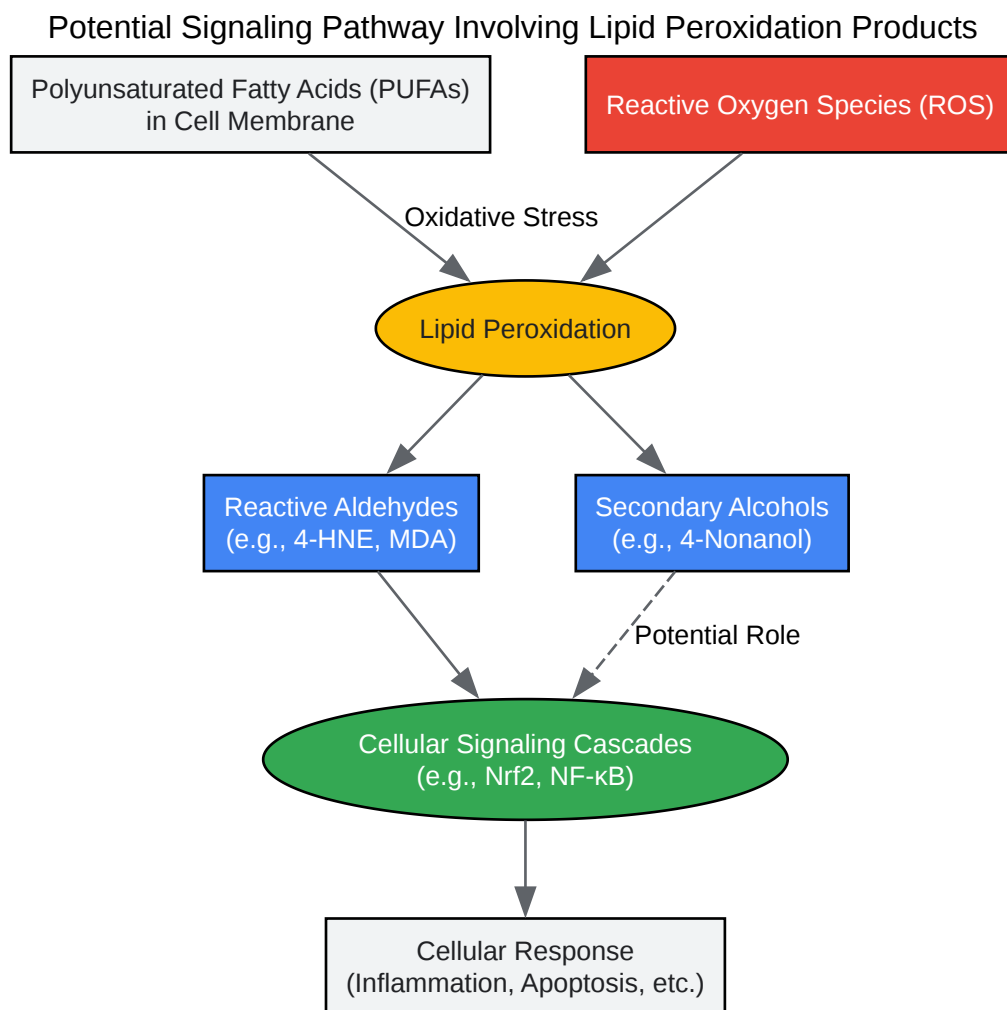 Potential Signaling Pathway Involving Lipid Peroxidation Products
Polyunsaturated Fatty Acids (PUFAs)
in Cell Membrane
Reactive Oxygen Species (ROS)
Oxidative Stress
Lipid Peroxidation
Reactive Aldehydes
(e.g., 4-HNE, MDA)
Secondary Alcohols
(e.g., 4-Nonanol)
Potential Role
Cellular Signaling Cascades
(e.g., Nrf2, NF-κB)
Cellular Response
(Inflammation, Apoptosis, etc.)